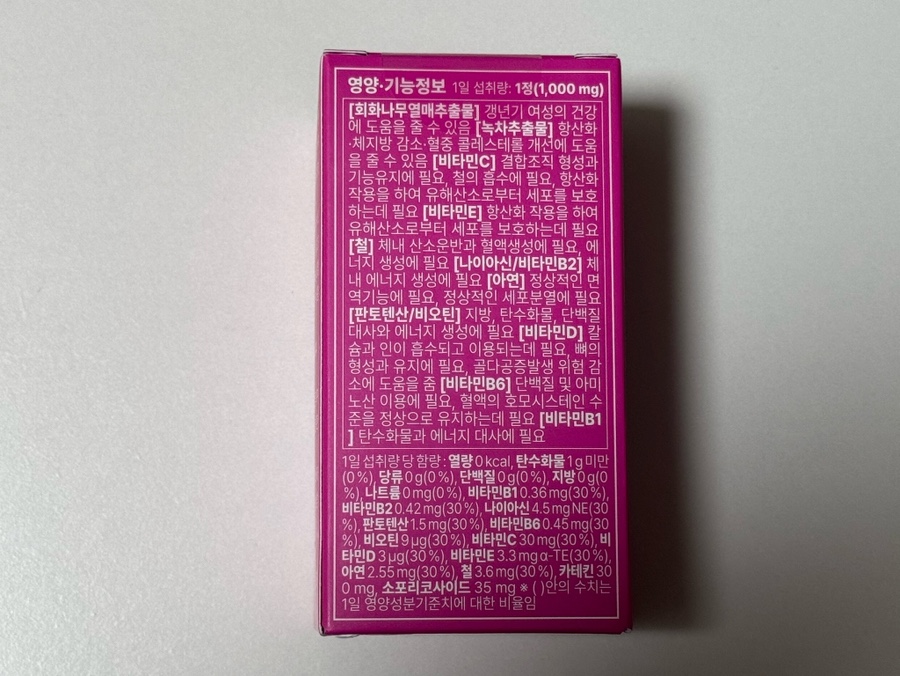 영양·기능정보 1일 섭취량: 1정(1,000 mg)
[회화나무열매추출물] 갱년기 여성의 건강
에 도움을 줄 수 있음 [녹차추출물] 항산화
·체지방 감소·혈중 콜레스테롤 개선에 도움
을 줄 수 있음 [비타민C] 결합조직 형성과
기능유지에 필요, 철의 흡수에 필요, 항산화
작용을 하여 유해산소로부터 세포를 보호
하는데 필요 [비타민E] 항산화 작용을 하여
유해산소로부터 세포를 보호하는데 필요
[철] 체내 산소운반과 혈액생성에 필요, 에
너지 생성에 필요 [나이아신/비타민B2] 체
내 에너지 생성에 필요 [아연] 정상적인 면
역기능에 필요, 정상적인 세포분열에 필요
[판토텐산/비오틴] 지방, 탄수화물, 단백질
대사와 에너지 생성에 필요 [비타민D] 칼
슘과 인이 흡수되고 이용되는데 필요, 뼈의
형성과 유지에 필요, 골다공증발생 위험 감
소에 도움을 줌 [비타민B6] 단백질 및 아미
노산 이용에 필요, 혈액의 호모시스테인 수
준을 정상으로 유지하는데 필요 [비타민B1
] 탄수화물과 에너지 대사에 필요
1일 섭취량 당 함량 : 열량 0 kcal, 탄수화물 1 g 미만
(0 %), 당류 0 g(0 %), 단백질 0 g(0 %), 지방 0 g(0
%), 나트륨 0 mg(0 %), 비타민B1 0.36 mg(30 %),
비타민B2 0.42 mg(30 %), 나이아신 4.5 mg NE(30
%), 판토텐산 1.5 mg(30 %), 비타민B6 0.45 mg(30
%), 비오틴 9 μg(30 %), 비타민C 30 mg(30 %), 비
타민D 3 μg(30 %), 비타민E 3.3 mg α-TE(30 %),
아연 2.55 mg(30 %), 철 3.6 mg(30 %), 카테킨 30
0 mg, 소포리코사이드 35 mg ※ ( )안의 수치는
1일 영양성분기준치에 대한 비율임